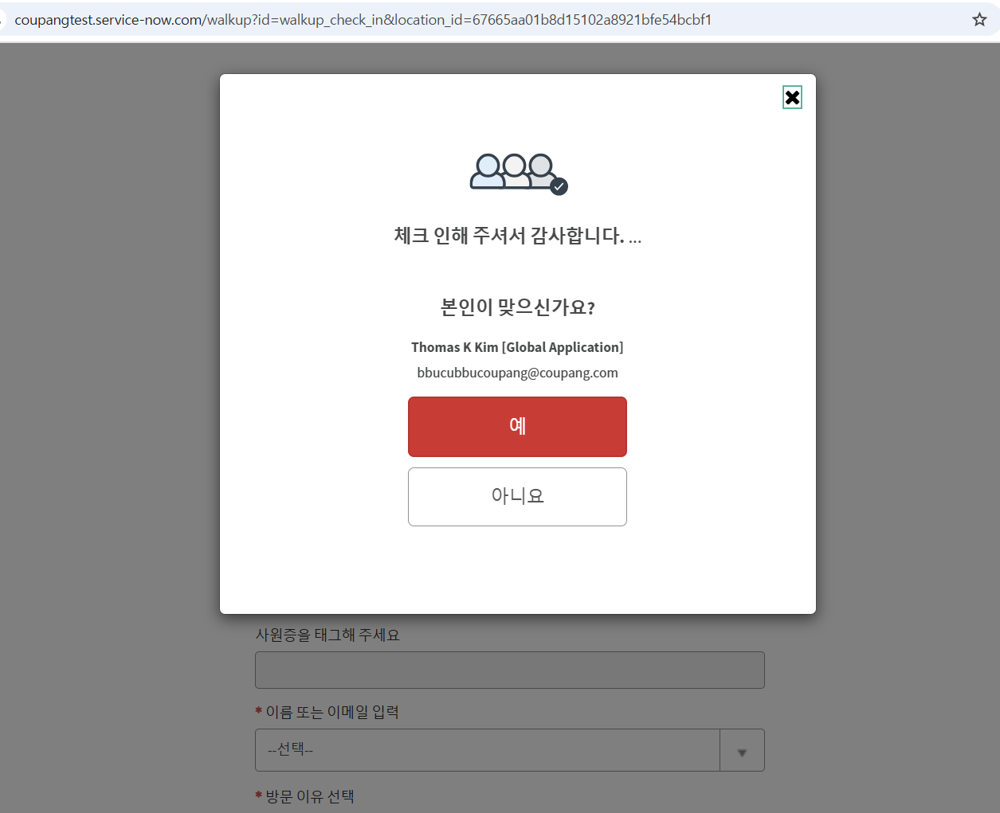 coupangtest.service-now.com/walkup?id=walkup_check_in&location_id=67665aa01b8d15102a8921bfe54bcbf1
체크 인해 주셔서 감사합니다. ...
본인이 맞으신가요?
Thomas K Kim [Global Application]
bbucubbucoupang@coupang.com
예
아니요
사원증을 태그해 주세요
* 이름 또는 이메일 입력
--선택--
* 방문 이유 선택